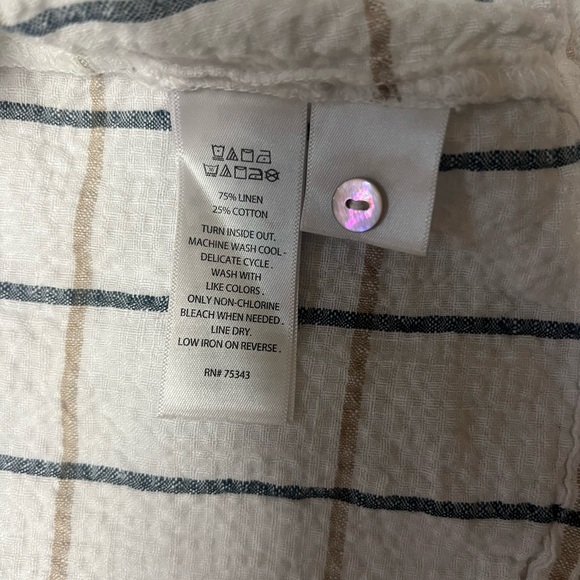 75% LINEN
25% COTTON
TURN INSIDE OUT.
MACHINE WASH COOL -
DELICATE CYCLE .
WASH WITH
LIKE COLORS .
ONLY NON-CHLORINE
BLEACH WHEN NEEDED .
LINE DRY.
LOW IRON ON REVERSE .
RN# 75343